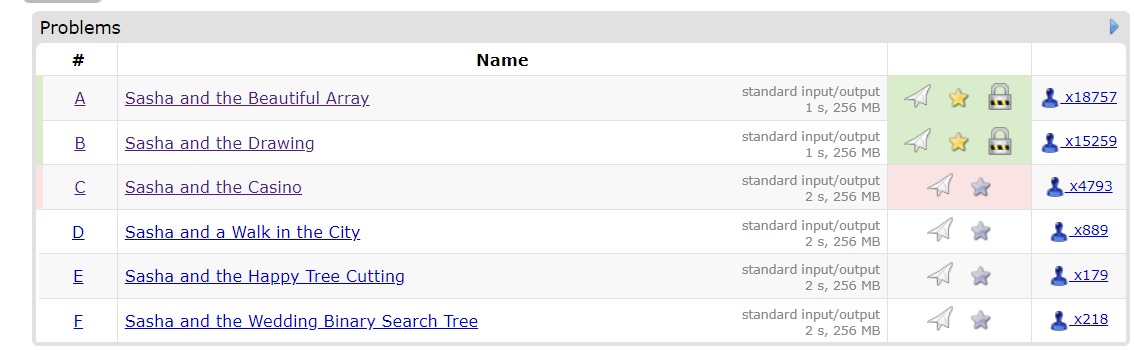 Problems
# Name
A Sasha and the Beautiful Array standard input/output x18757
1 s, 256 MB
B Sasha and the Drawing standard input/output x15259
1 s, 256 MB
C Sasha and the Casino standard input/output x4793
2 s, 256 MB
D Sasha and a Walk in the City standard input/output x889
2 s, 256 MB
E Sasha and the Happy Tree Cutting standard input/output x179
2 s, 256 MB
F Sasha and the Wedding Binary Search Tree standard input/output x218
2 s, 256 MB